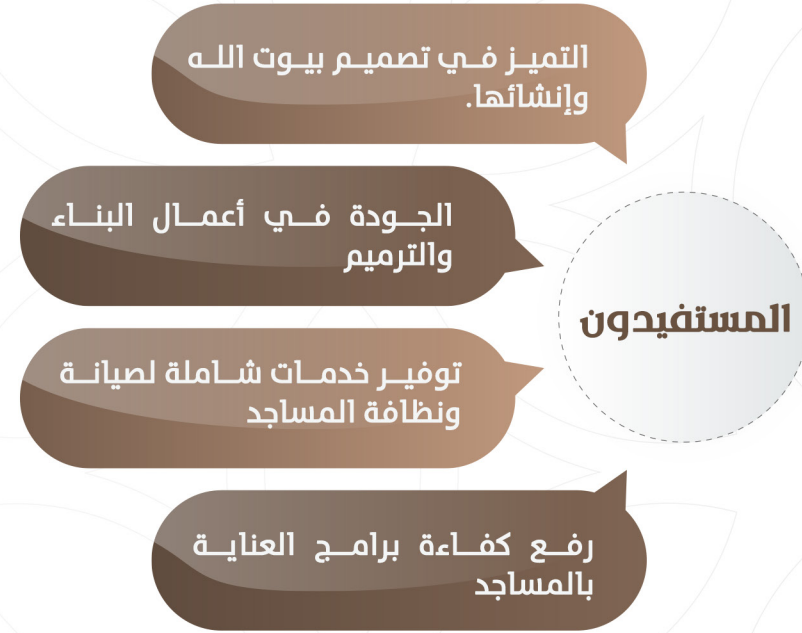 التميز في تصميم بيوت الله
وإنشائها.
الجودة في أعمال البناء
والترميم
المستفيدون
توفير خدمات شاملة لصيانة
ونظافة المساجد
رفع كفاءة برامج العناية
بالمساجد